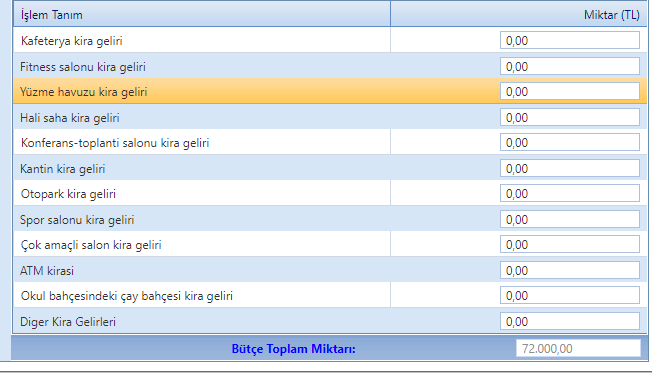 İşlem Tanım Miktar (TL)
Kafeterya kira geliri 0,00
Fitness salonu kira geliri 0,00
Yüzme havuzu kira geliri 0,00
Hali saha kira geliri 0,00
Konferans-toplanti salonu kira geliri 0,00
Kantin kira geliri 0,00
Otopark kira geliri 0,00
Spor salonu kira geliri 0,00
Çok amaçli salon kira geliri 0,00
ATM kirasi 0,00
Okul bahçesindeki çay bahçesi kira geliri 0,00
Diger Kira Gelirleri 0,00
Bütçe Toplam Miktarı: 72.000,00